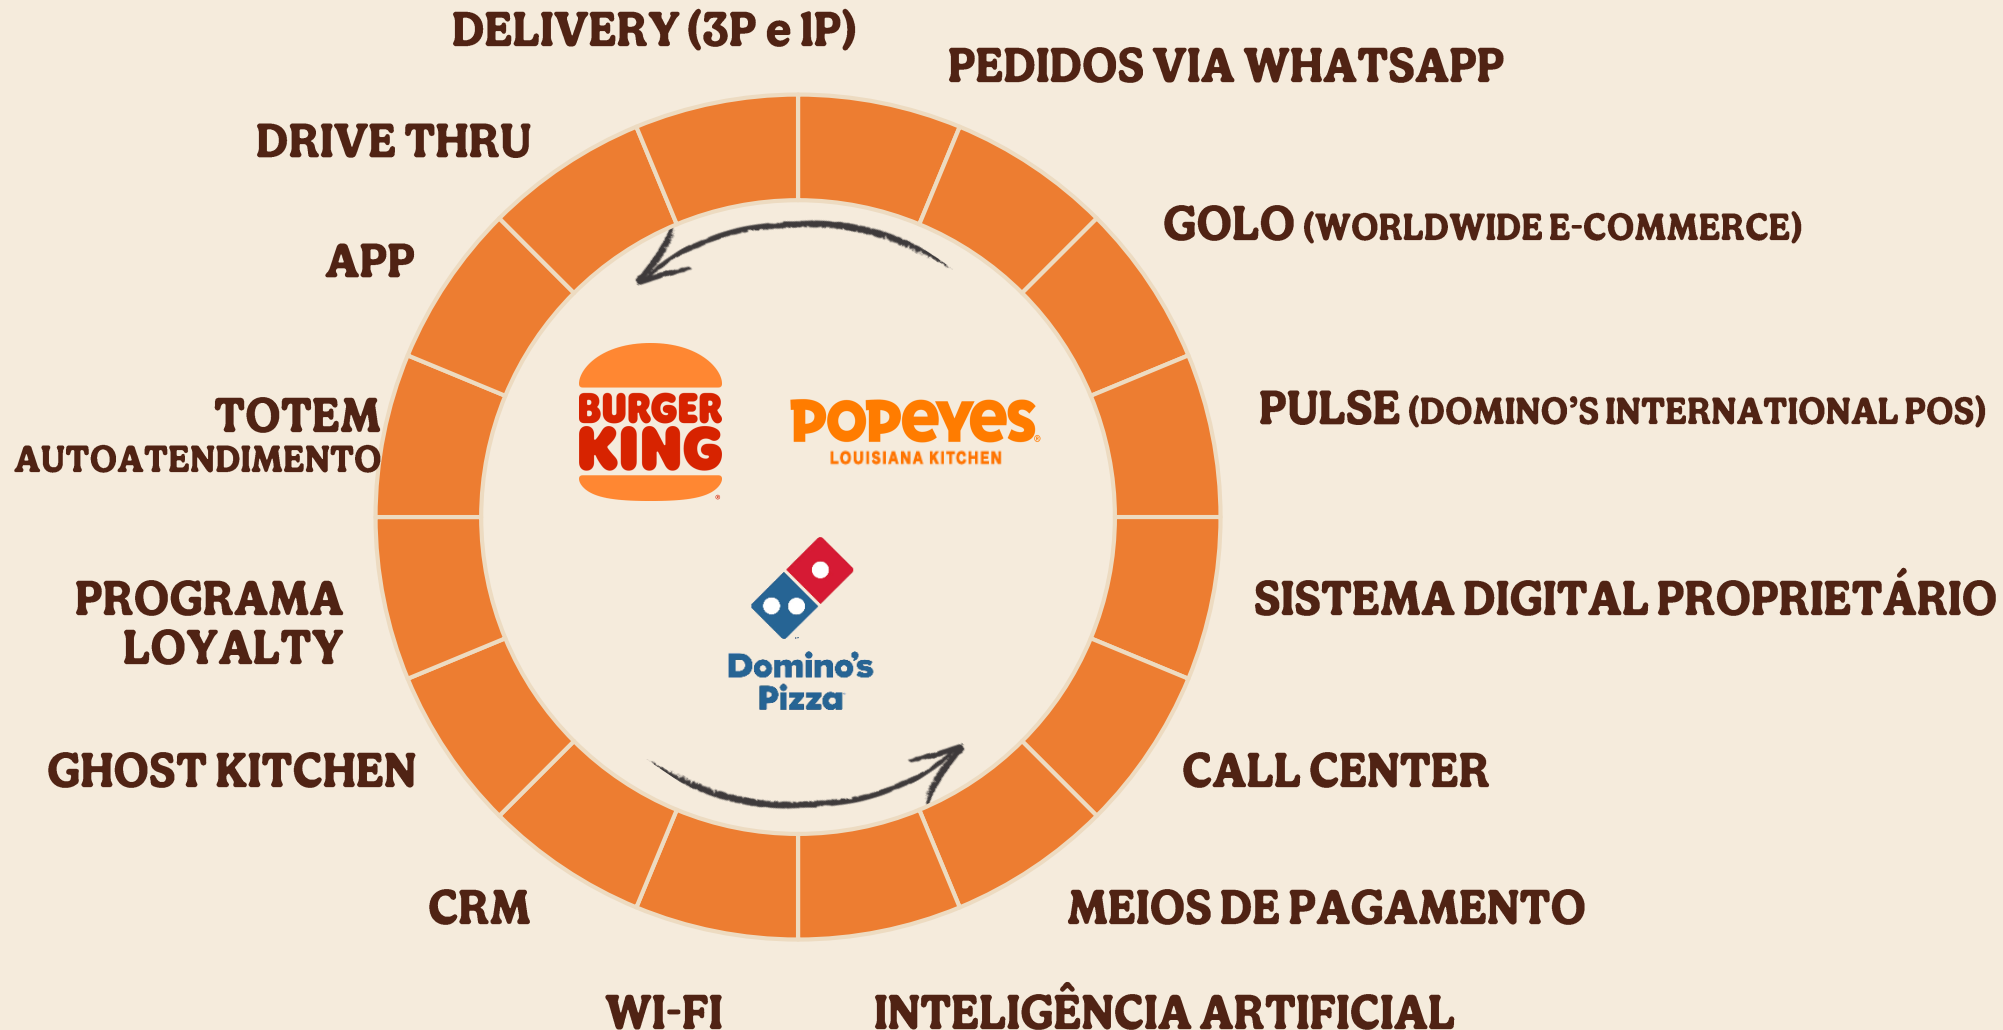 DELIVERY (3P e 1P)
PEDIDOS VIA WHATSAPP
DRIVE THRU
GOLO (WORLDWIDE E-COMMERCE)
APP
BURGER
KING
POPEYES
LOUISIANA KITCHEN
TOTEM
AUTOATENDIMENTO
PULSE (DOMINO'S INTERNATIONAL POS)
PROGRAMA
LOYALTY
SISTEMA DIGITAL PROPRIETÁRIO
Domino's
Pizza
GHOST KITCHEN
CALL CENTER
CRM
MEIOS DE PAGAMENTO
WI-FI
INTELIGÊNCIA ARTIFICIAL